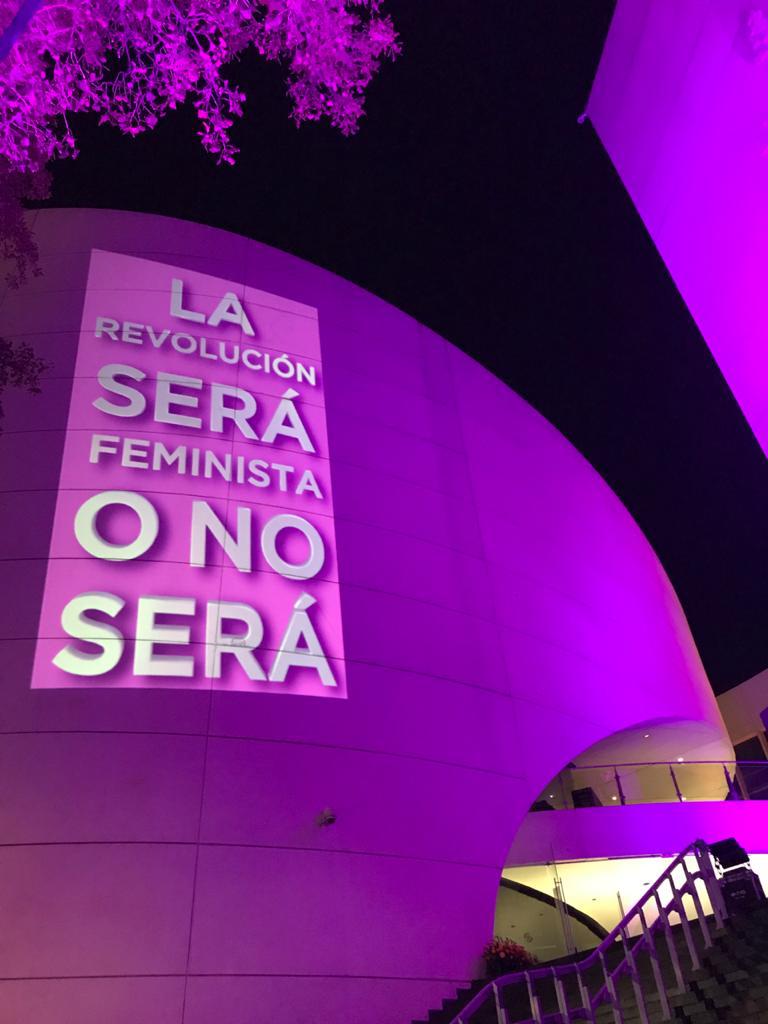 LA
REVOLUCIÓN
SERÁ
FEMINISTA
O NO
SERÁ